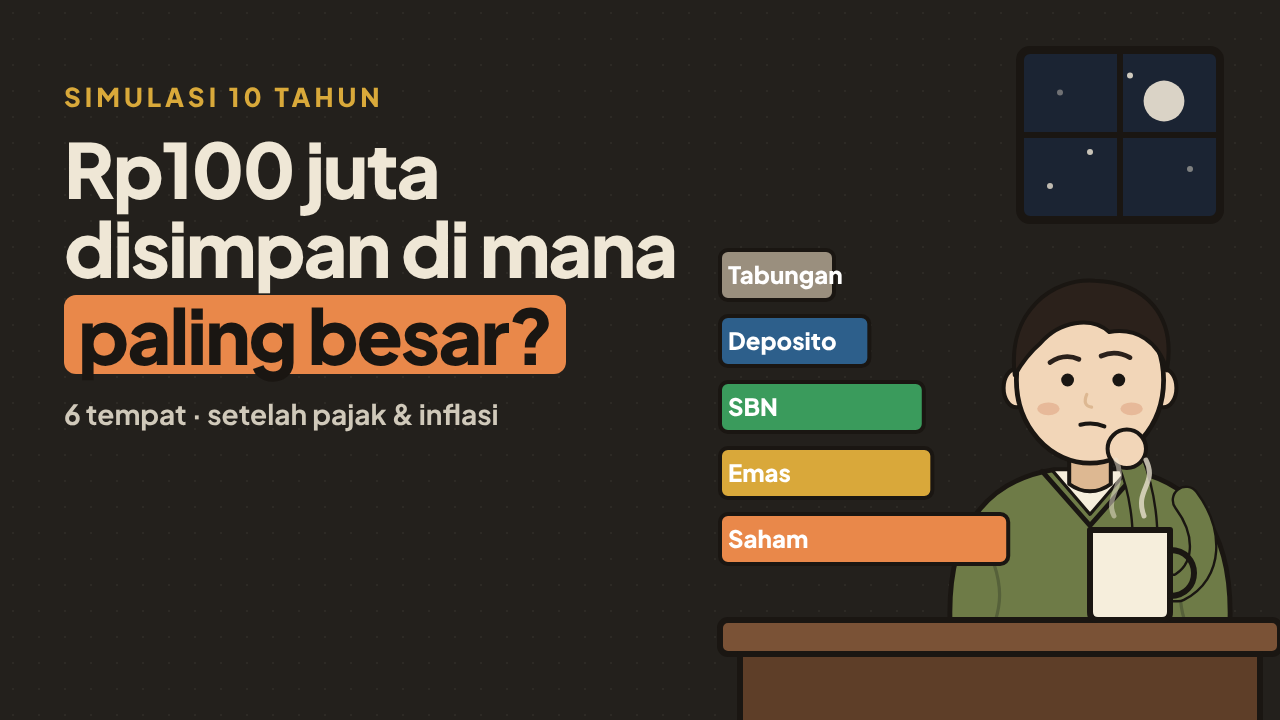 SIMULASI 10 TAHUN
Rp100 juta
disimpan di mana
paling besar?
6 tempat · setelah pajak & inflasi
Tabungan
Deposito
SBN
Emas
Saham